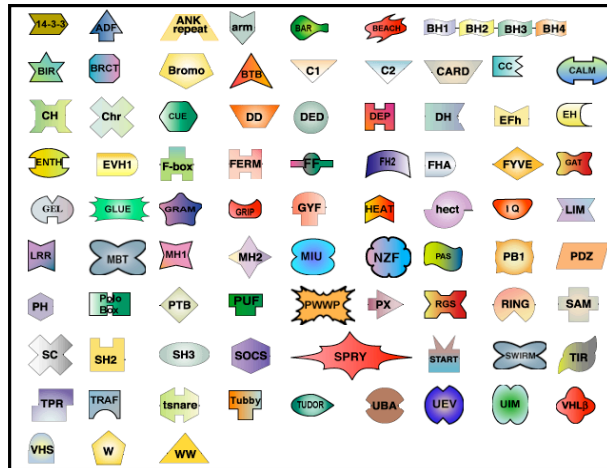 14-3-3 ADF ANK repeat arm BAR BEACH BH1 BH2 BH3 BH4
BIR BRCT Bromo BTB C1 C2 CARD CC CALM
CH Chr CUE DD DED DEP DH EFh EH
ENTH EVH1 F-box FERM FF FH2 FHA FYVE GAT
GEL GLUE GRAM GRIP GYF HEAT hect IQ LIM
LRR MBT MH1 MH2 MIU NZF PAS PB1 PDZ
PH Polo Box PTB PUF PWWP PX RGS RING SAM
SC SH2 SH3 SOCS SPRY START SWIRM TIR
TPR TRAF tsnare Tubby TUDOR UBA UEV UIM VHLβ
VHS W WW